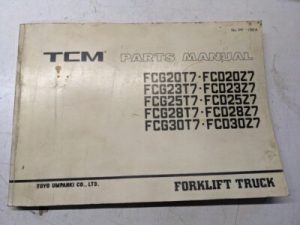 TCM PARTS MANUAL
FCG20T7·FCD20Z7
FCG23T7·FCD23Z7
FCG25T7·FCD25Z7
FCG28T7·FCD28Z7
FCG30T7·FCD30Z7
TOYO UMPANKI CO., LTD.
FORKLIFT TRUCK